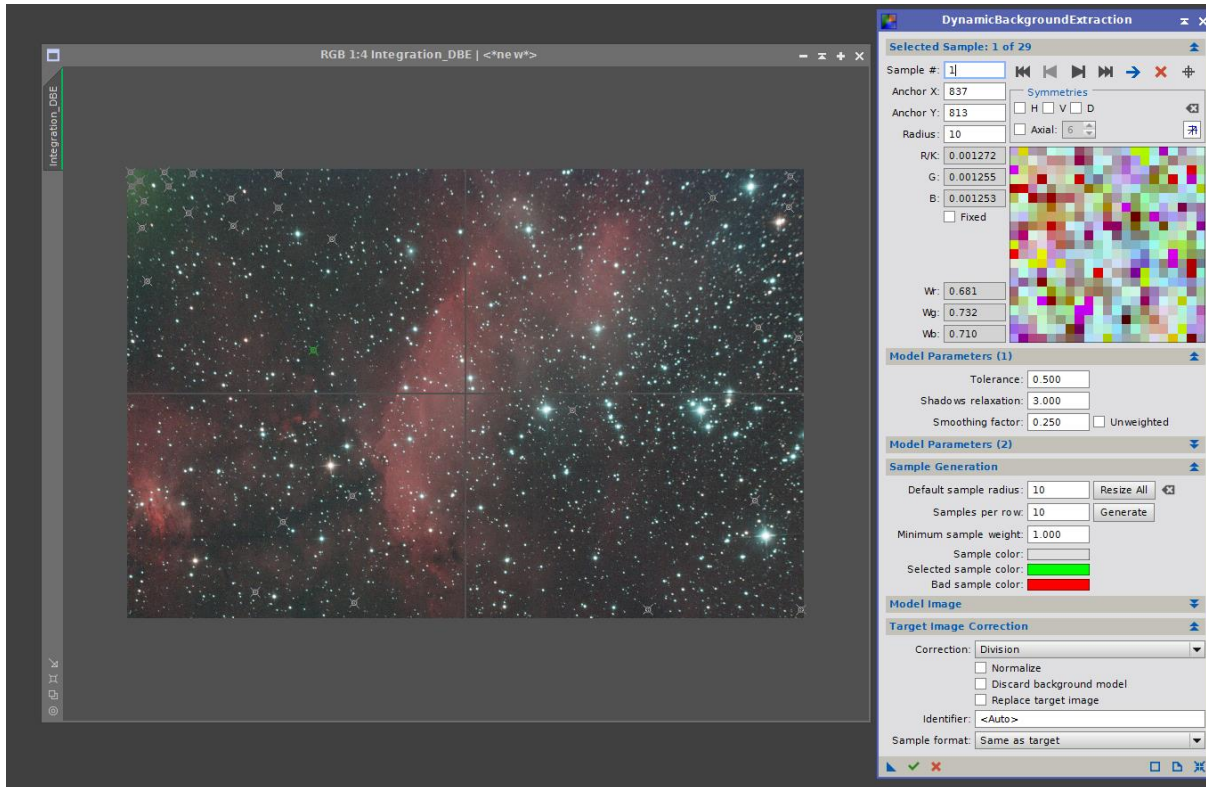 RGB 1:4 Integration_DBE | <*new*>
Integration_DBE
DynamicBackgroundExtraction
Selected Sample: 1 of 29
Sample #: 1
Anchor X: 837
Symmetries
H V D
Anchor Y: 813
Radius: 10
Axial: 6
R/K: 0.001272
G: 0.001255
B: 0.001253
Fixed
Wr: 0.681
Wg: 0.732
Wb: 0.710
Model Parameters (1)
Tolerance: 0.500
Shadows relaxation: 3.000
Smoothing factor: 0.250 Unweighted
Model Parameters (2)
Sample Generation
Default sample radius: 10 Resize All
Samples per row: 10 Generate
Minimum sample weight: 1.000
Sample color:
Selected sample color:
Bad sample color:
Model Image
Target Image Correction
Correction: Division
Normalize
Discard background model
Replace target image
Identifier: <Auto>
Sample format: Same as target